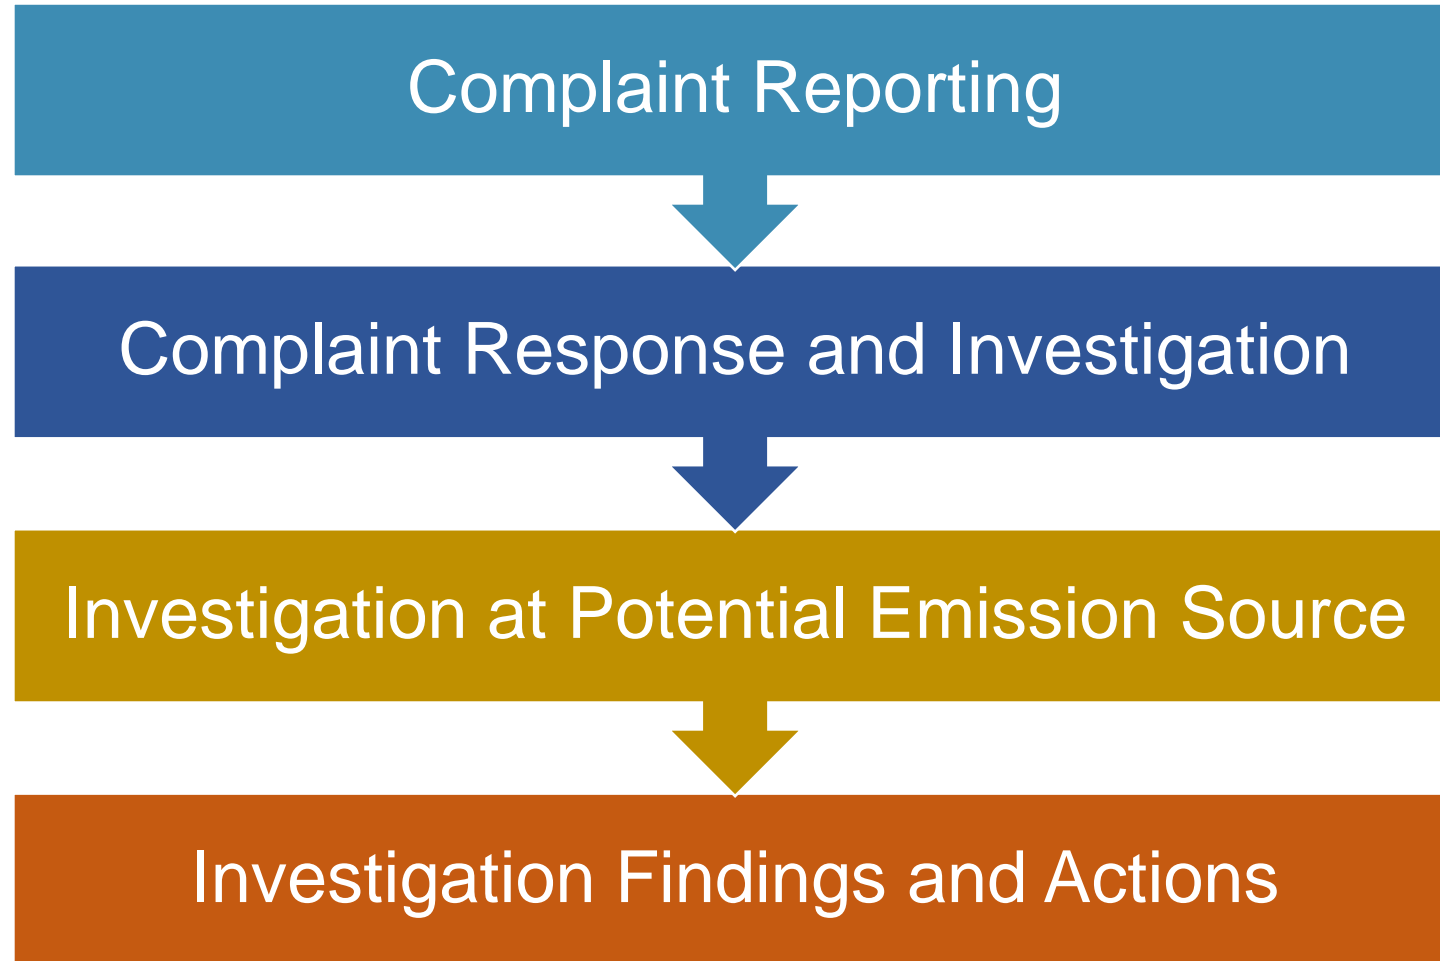 Complaint Reporting
Complaint Response and Investigation
Investigation at Potential Emission Source
Investigation Findings and Actions